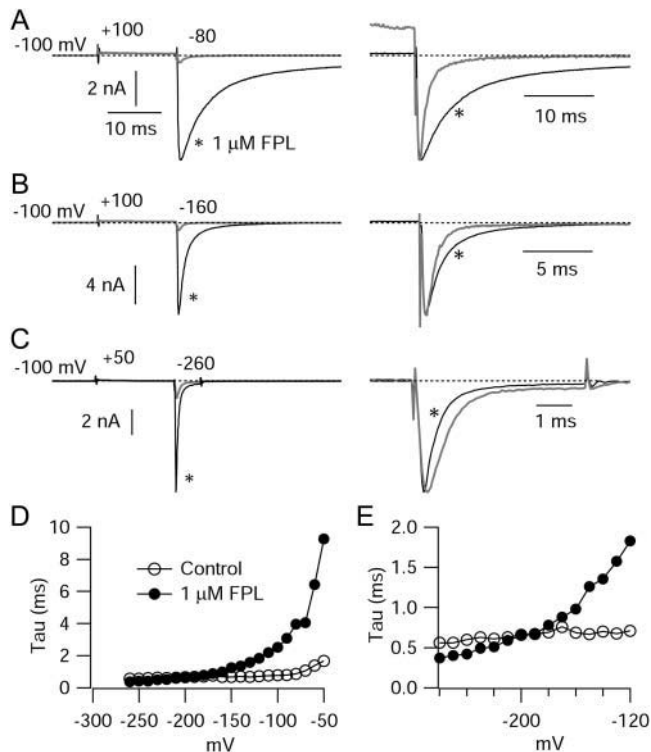 A
+100 -80
-100 mV
2 nA
10 ms
* 1 μM FPL
*
10 ms
B
+100 -160
-100 mV
4 nA
*
*
5 ms
C
+50 -260
-100 mV
2 nA
*
*
1 ms
D
10
8
6
4
2
0
Tau (ms)
Control
1 μM FPL
-300 -200 -150 -100 -50
mV
E
2.0
1.5
1.0
0.5
0.0
Tau (ms)
-200 -120
mV